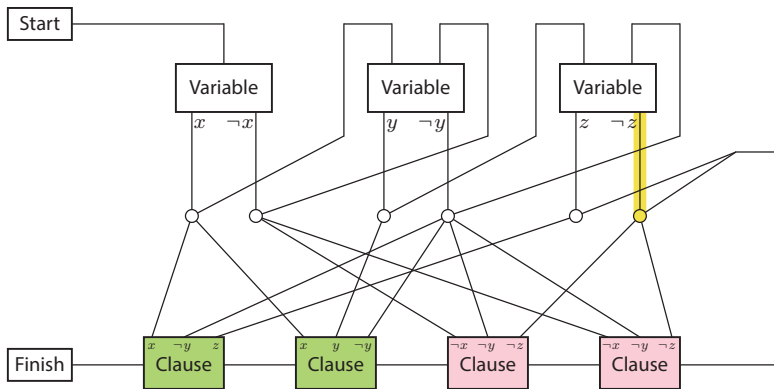 Start
Variable Variable Variable
x ¬x y ¬y z ¬z
x ¬y z x y ¬y ¬x ¬y ¬z ¬x ¬y ¬z
Finish Clause Clause Clause Clause